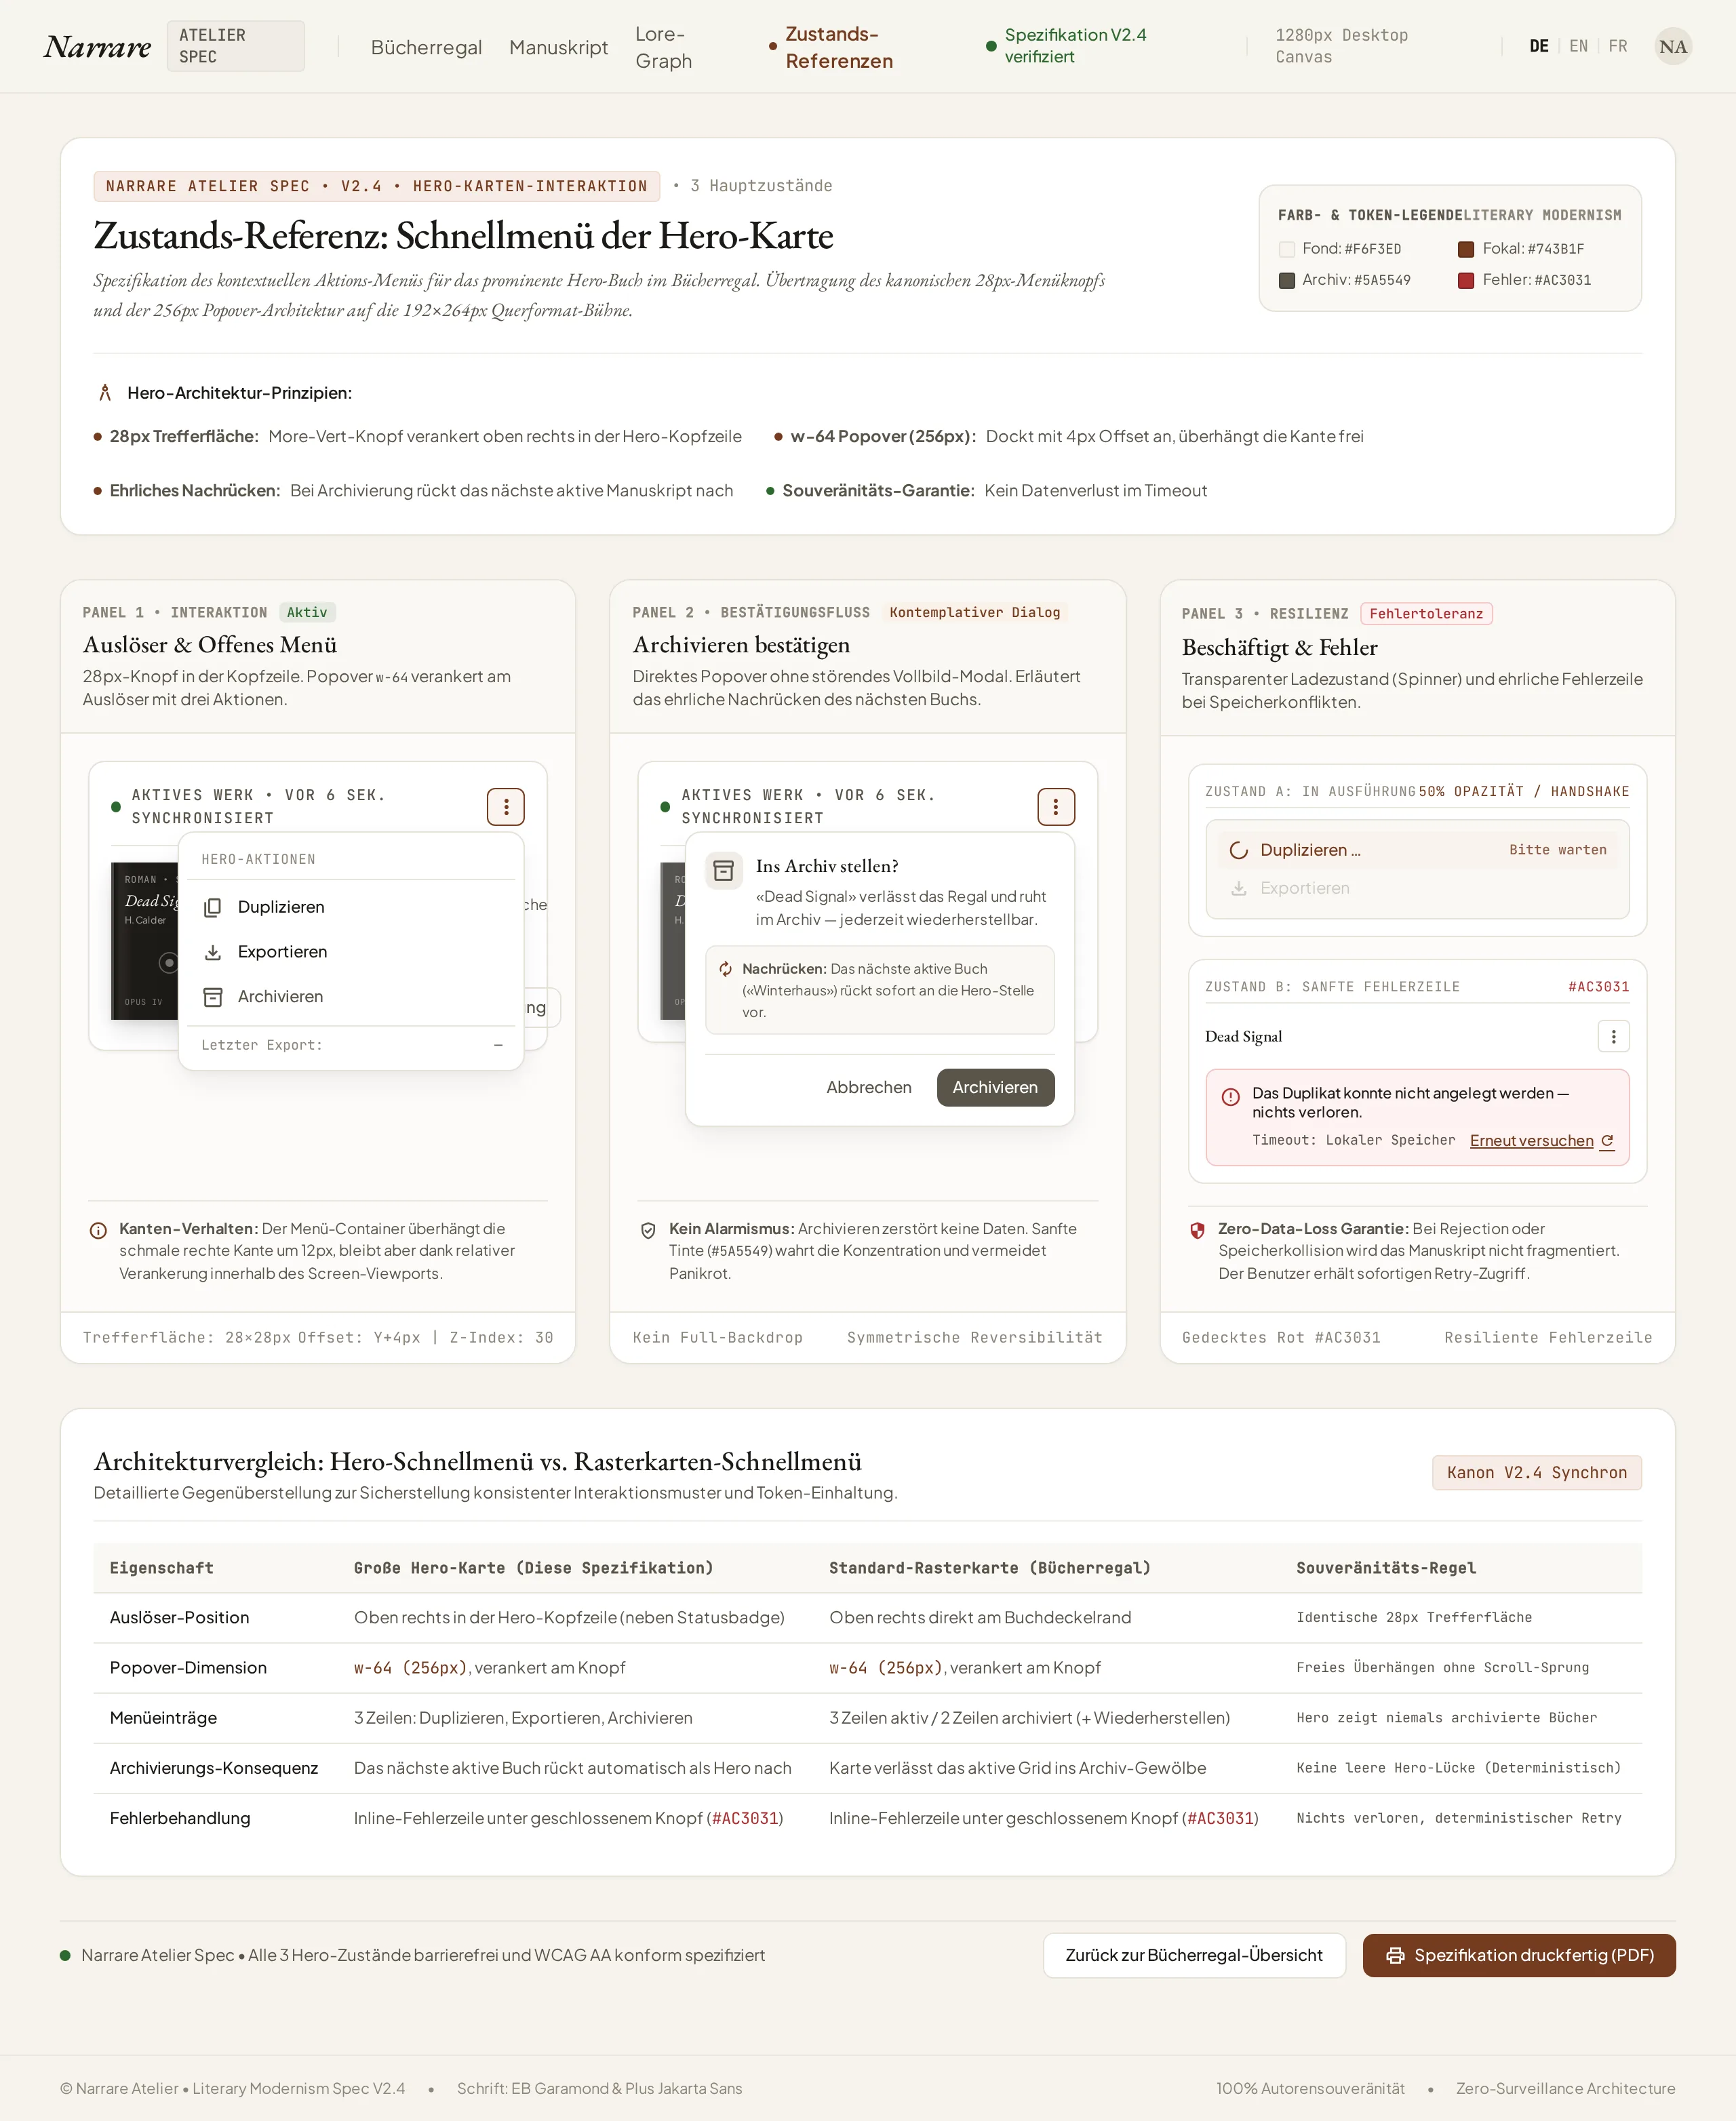 Narrare
ATELIER
SPEC
Bücherregal
Manuskript
Lore-
Graph
Zustands-
Referenzen
Spezifikation V2.4
verifiziert
1280px Desktop
Canvas
DE EN FR
NA
NARRARE ATELIER SPEC • V2.4 • HERO-KARTEN-INTERAKTION • 3 Hauptzustände
Zustands-Referenz: Schnellmenü der Hero-Karte
Spezifikation des kontextuellen Aktions-Menüs für das prominente Hero-Buch im Bücherregal. Übertragung des kanonischen 28px-Menüknopfs
und der 256px Popover-Architektur auf die 192×264px Querformat-Bühne.
FARB- & TOKEN-LEGENDE LITERARY MODERNISM
Fond: #F6F3ED
Fokal: #743B1F
Archiv: #5A5549
Fehler: #AC3031
Hero-Architektur-Prinzipien:
28px Trefferfläche: More-Vert-Knopf verankert oben rechts in der Hero-Kopfzeile
w-64 Popover (256px): Dockt mit 4px Offset an, überhängt die Kante frei
Ehrliches Nachrücken: Bei Archivierung rückt das nächste aktive Manuskript nach
Souveränitäts-Garantie: Kein Datenverlust im Timeout
PANEL 1 • INTERAKTION Aktiv
Auslöser & Offenes Menü
28px-Knopf in der Kopfzeile. Popover w-64 verankert am
Auslöser mit drei Aktionen.
AKTIVES WERK • VOR 6 SEK.
SYNCHRONISIERT
ROMAN •
Dead Sig
H. Calder
OPUS IV
che
ng
HERO-AKTIONEN
Duplizieren
Exportieren
Archivieren
Letzter Export: —
Kanten-Verhalten: Der Menü-Container überhängt die
schmale rechte Kante um 12px, bleibt aber dank relativer
Verankerung innerhalb des Screen-Viewports.
Trefferfläche: 28×28px Offset: Y+4px | Z-Index: 30
PANEL 2 • BESTÄTIGUNGSFLUSS Kontemplativer Dialog
Archivieren bestätigen
Direktes Popover ohne störendes Vollbild-Modal. Erläutert
das ehrliche Nachrücken des nächsten Buchs.
AKTIVES WERK • VOR 6 SEK.
SYNCHRONISIERT
RO
D
H.
OP
Ins Archiv stellen?
«Dead Signal» verlässt das Regal und ruht
im Archiv — jederzeit wiederherstellbar.
Nachrücken: Das nächste aktive Buch
(«Winterhaus») rückt sofort an die Hero-Stelle
vor.
Abbrechen
Archivieren
Kein Alarmismus: Archivieren zerstört keine Daten. Sanfte
Tinte (#5A5549) wahrt die Konzentration und vermeidet
Panikrot.
Kein Full-Backdrop Symmetrische Reversibilität
PANEL 3 • RESILIENZ Fehlertoleranz
Beschäftigt & Fehler
Transparenter Ladezustand (Spinner) und ehrliche Fehlerzeile
bei Speicherkonflikten.
ZUSTAND A: IN AUSFÜHRUNG 50% OPAZITÄT / HANDSHAKE
Duplizieren … Bitte warten
Exportieren
ZUSTAND B: SANFTE FEHLERZEILE #AC3031
Dead Signal
Das Duplikat konnte nicht angelegt werden —
nichts verloren.
Timeout: Lokaler Speicher Erneut versuchen
Zero-Data-Loss Garantie: Bei Rejection oder
Speicherkollision wird das Manuskript nicht fragmentiert.
Der Benutzer erhält sofortigen Retry-Zugriff.
Gedecktes Rot #AC3031 Resiliente Fehlerzeile
Architekturvergleich: Hero-Schnellmenü vs. Rasterkarten-Schnellmenü
Detaillierte Gegenüberstellung zur Sicherstellung konsistenter Interaktionsmuster und Token-Einhaltung.
Kanon V2.4 Synchron
Eigenschaft Große Hero-Karte (Diese Spezifikation) Standard-Rasterkarte (Bücherregal) Souveränitäts-Regel
Auslöser-Position Oben rechts in der Hero-Kopfzeile (neben Statusbadge) Oben rechts direkt am Buchdeckelrand Identische 28px Trefferfläche
Popover-Dimension w-64 (256px), verankert am Knopf w-64 (256px), verankert am Knopf Freies Überhängen ohne Scroll-Sprung
Menüeinträge 3 Zeilen: Duplizieren, Exportieren, Archivieren 3 Zeilen aktiv / 2 Zeilen archiviert (+ Wiederherstellen) Hero zeigt niemals archivierte Bücher
Archivierungs-Konsequenz Das nächste aktive Buch rückt automatisch als Hero nach Karte verlässt das aktive Grid ins Archiv-Gewölbe Keine leere Hero-Lücke (Deterministisch)
Fehlerbehandlung Inline-Fehlerzeile unter geschlossenem Knopf (#AC3031) Inline-Fehlerzeile unter geschlossenem Knopf (#AC3031) Nichts verloren, deterministischer Retry
Narrare Atelier Spec • Alle 3 Hero-Zustände barrierefrei und WCAG AA konform spezifiziert
Zurück zur Bücherregal-Übersicht
Spezifikation druckfertig (PDF)
© Narrare Atelier • Literary Modernism Spec V2.4 • Schrift: EB Garamond & Plus Jakarta Sans
100% Autorensouveränität • Zero-Surveillance Architecture